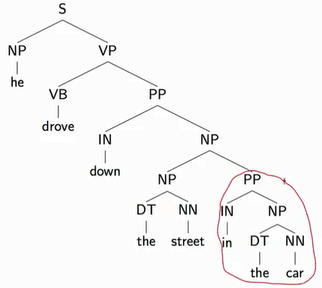 S
NP VP
he
VB PP
drove
IN NP
down
NP PP
DT NN IN NP
the street in DT NN
the car